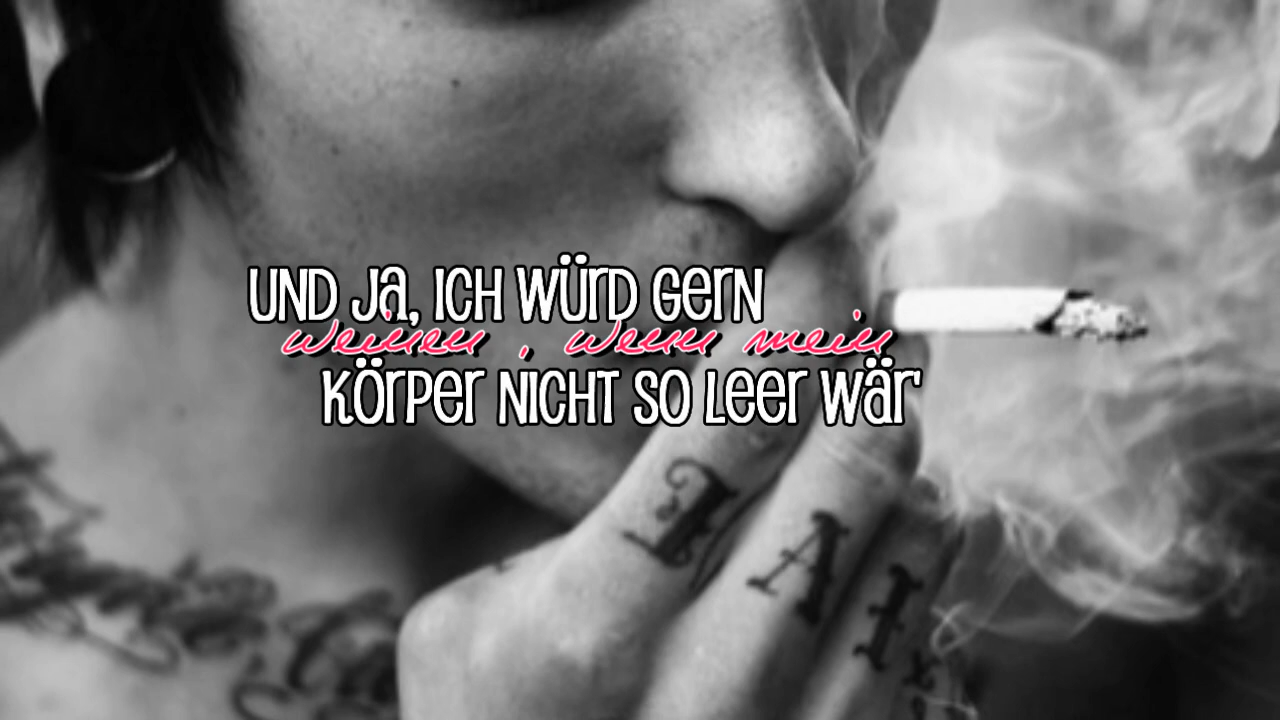 UND Ja, ICH WÜrD GerN
weinen , wenn mein
KÖrPer NICHT SO Leer Wär'